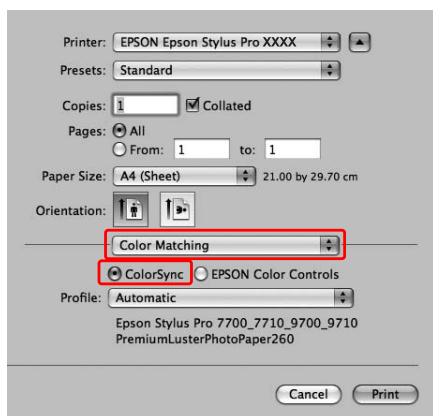 Printer: EPSON Epson Stylus Pro XXXX
Presets: Standard
Copies: 1 Collated
Pages: All
From: 1 to: 1
Paper Size: A4 (Sheet) 21.00 by 29.70 cm
Orientation:
Color Matching
ColorSync EPSON Color Controls
Profile: Automatic
Epson Stylus Pro 7700_7710_9700_9710
PremiumLusterPhotoPaper260
Cancel Print